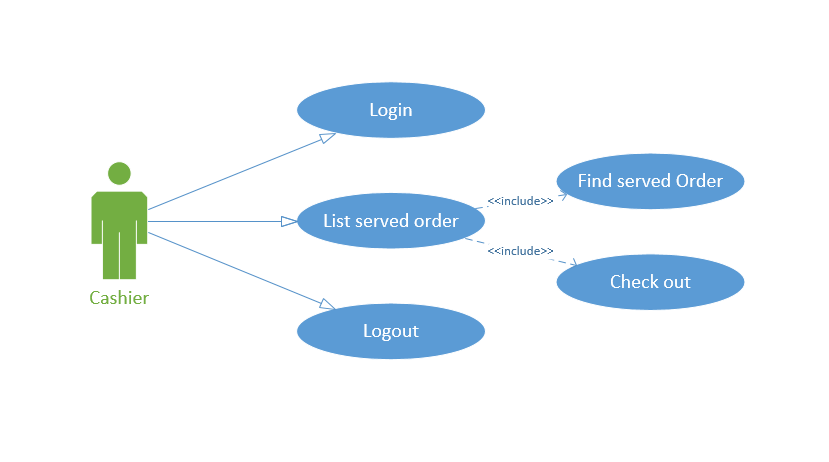 Login
Find served Order
<<include>>
List served order
<<include>>
Check out
Cashier
Logout